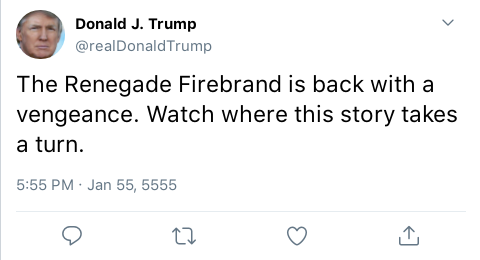 Donald J. Trump
@realDonaldTrump
The Renegade Firebrand is back with a
vengeance. Watch where this story takes
a turn.
5:55 PM · Jan 55, 5555